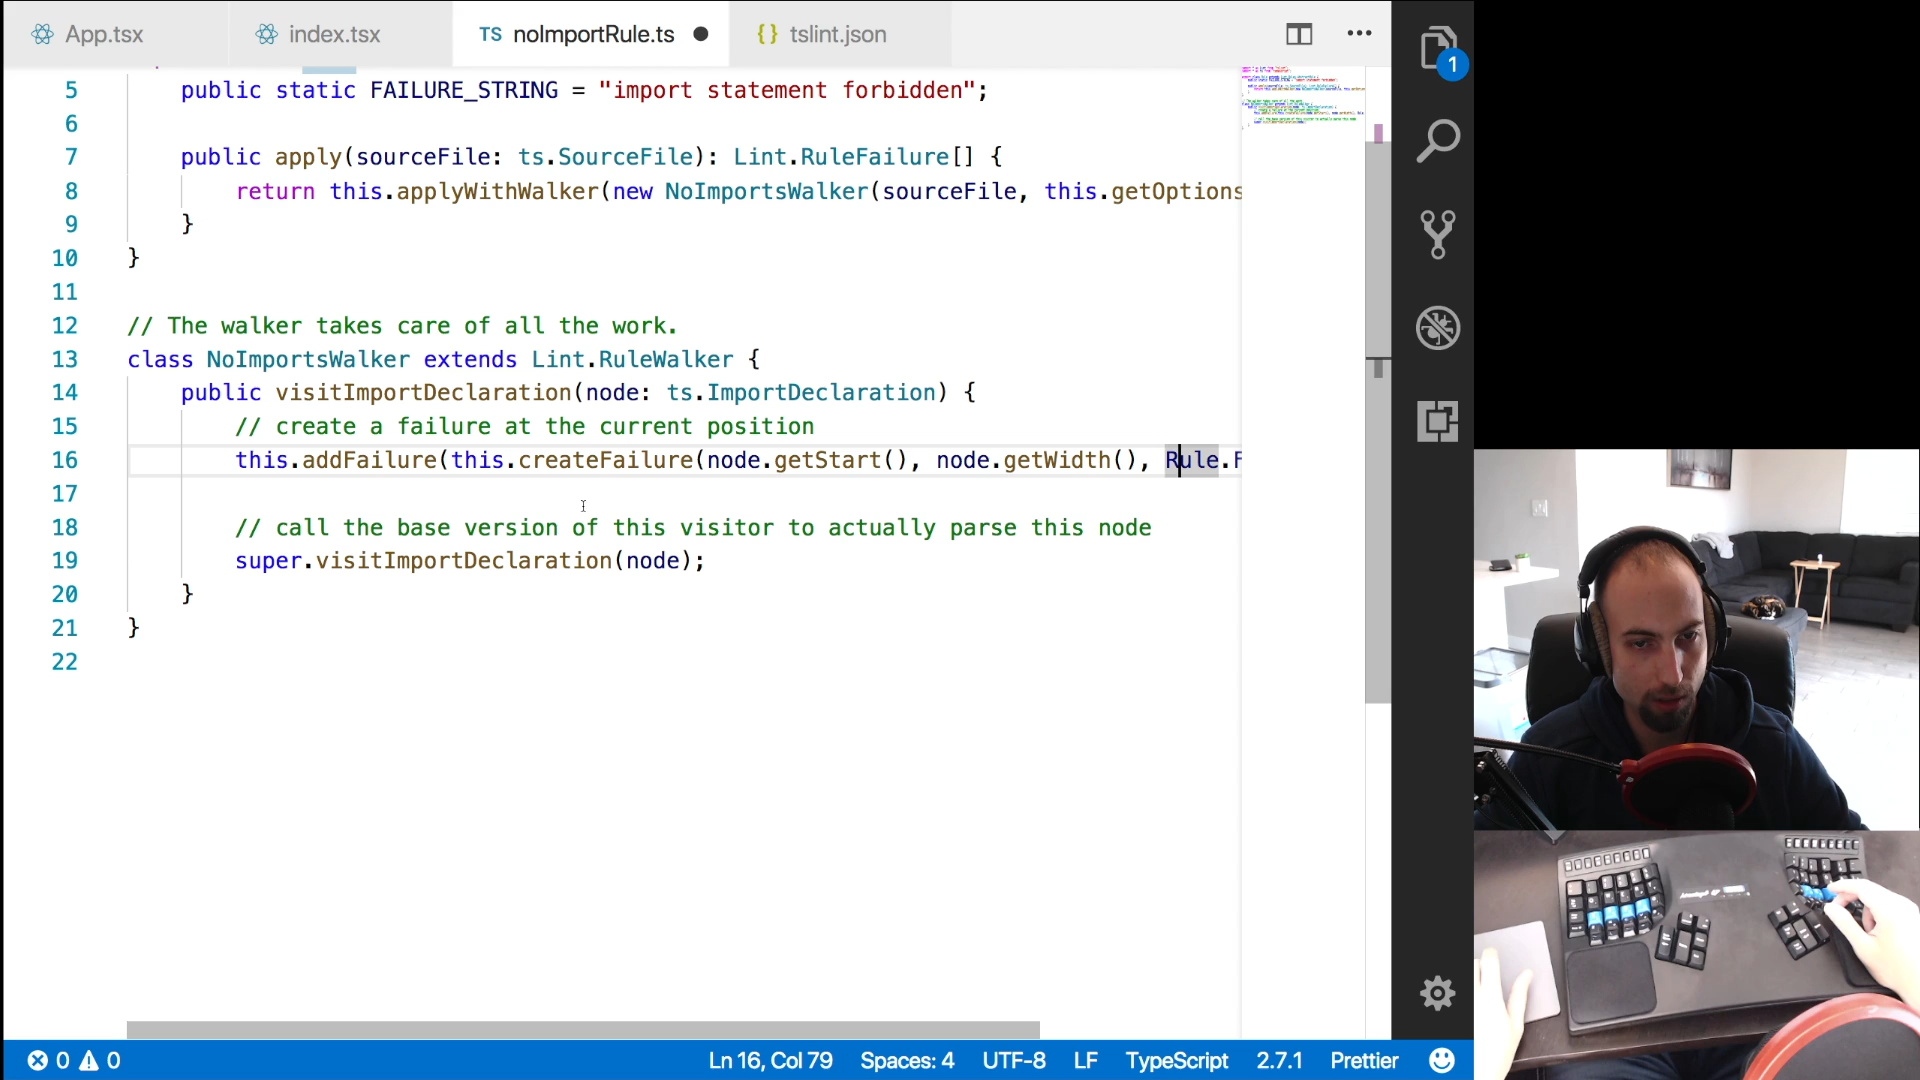 App.tsx
index.tsx
TS noImportRule.ts
{} tslint.json
1
5 public static FAILURE_STRING = "import statement forbidden";
6
7 public apply(sourceFile: ts.SourceFile): Lint.RuleFailure[] {
8 return this.applyWithWalker(new NoImportsWalker(sourceFile, this.getOptions
9 }
10 }
11
12 // The walker takes care of all the work.
13 class NoImportsWalker extends Lint.RuleWalker {
14 public visitImportDeclaration(node: ts.ImportDeclaration) {
15 // create a failure at the current position
16 this.addFailure(this.createFailure(node.getStart(), node.getWidth(), Rule.F
17
18 // call the base version of this visitor to actually parse this node
19 super.visitImportDeclaration(node);
20 }
21 }
22
0 0 Ln 16, Col 79 Spaces: 4 UTF-8 LF TypeScript 2.7.1 Prettier